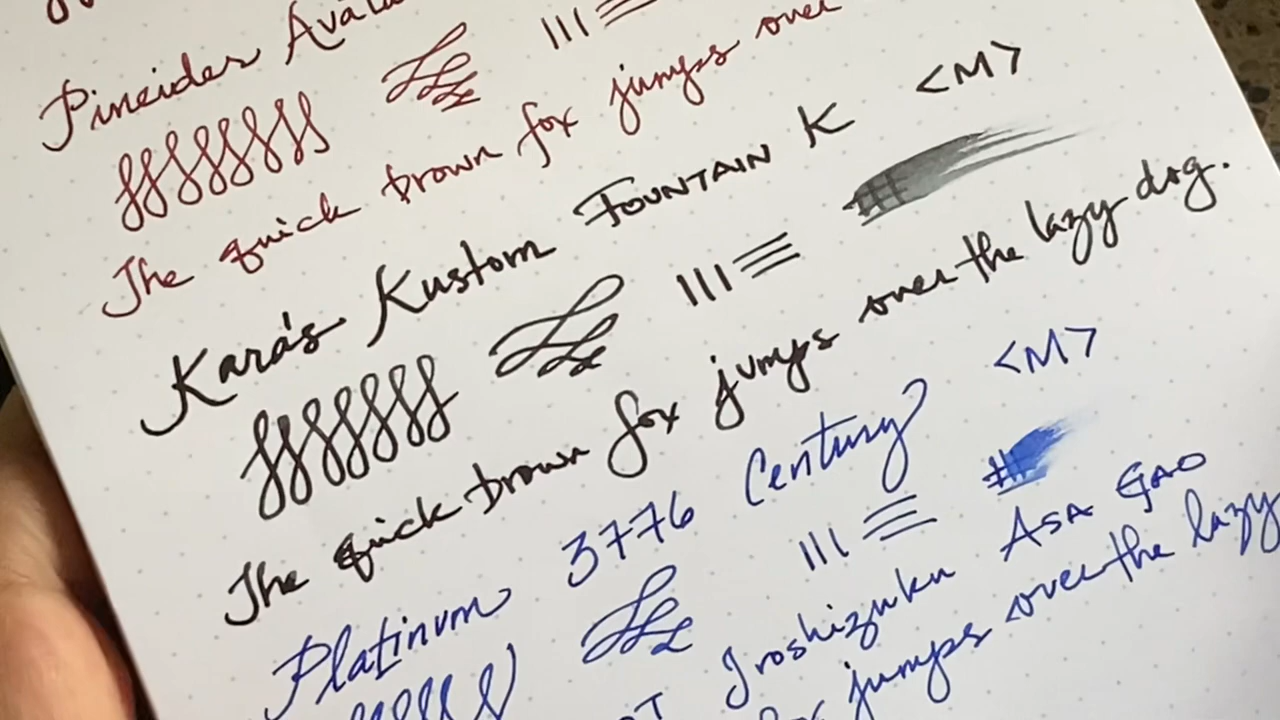 Pineider Avata
The quick brown fox jumps over
Kara's Kustom FOUNTAIN K <M>
The quick brown fox jumps over the lazy dog.
Platinum 3776 Century <M>
Iroshizuku ASA GAO
jumps over the lazy